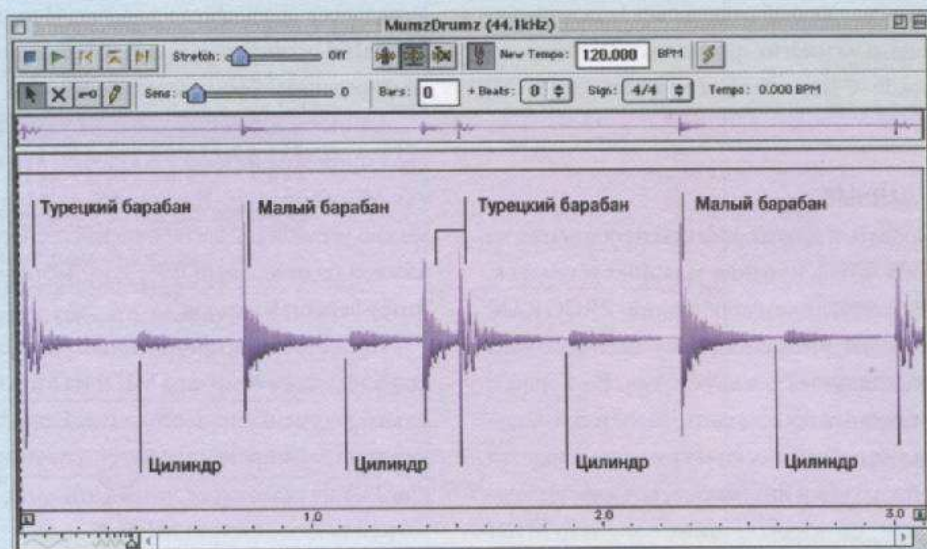 MumzDrumz (44.1kHz)
Stretch: Off New Tempo: 120.000 BPM
Sens: 0 Bars: 0 + Beats: 0 Sign: 4/4 Tempo: 0.000 BPM
Турецкий барабан Малый барабан Турецкий барабан Малый барабан
Цилиндр Цилиндр Цилиндр Цилиндр
1.0 2.0 3.0